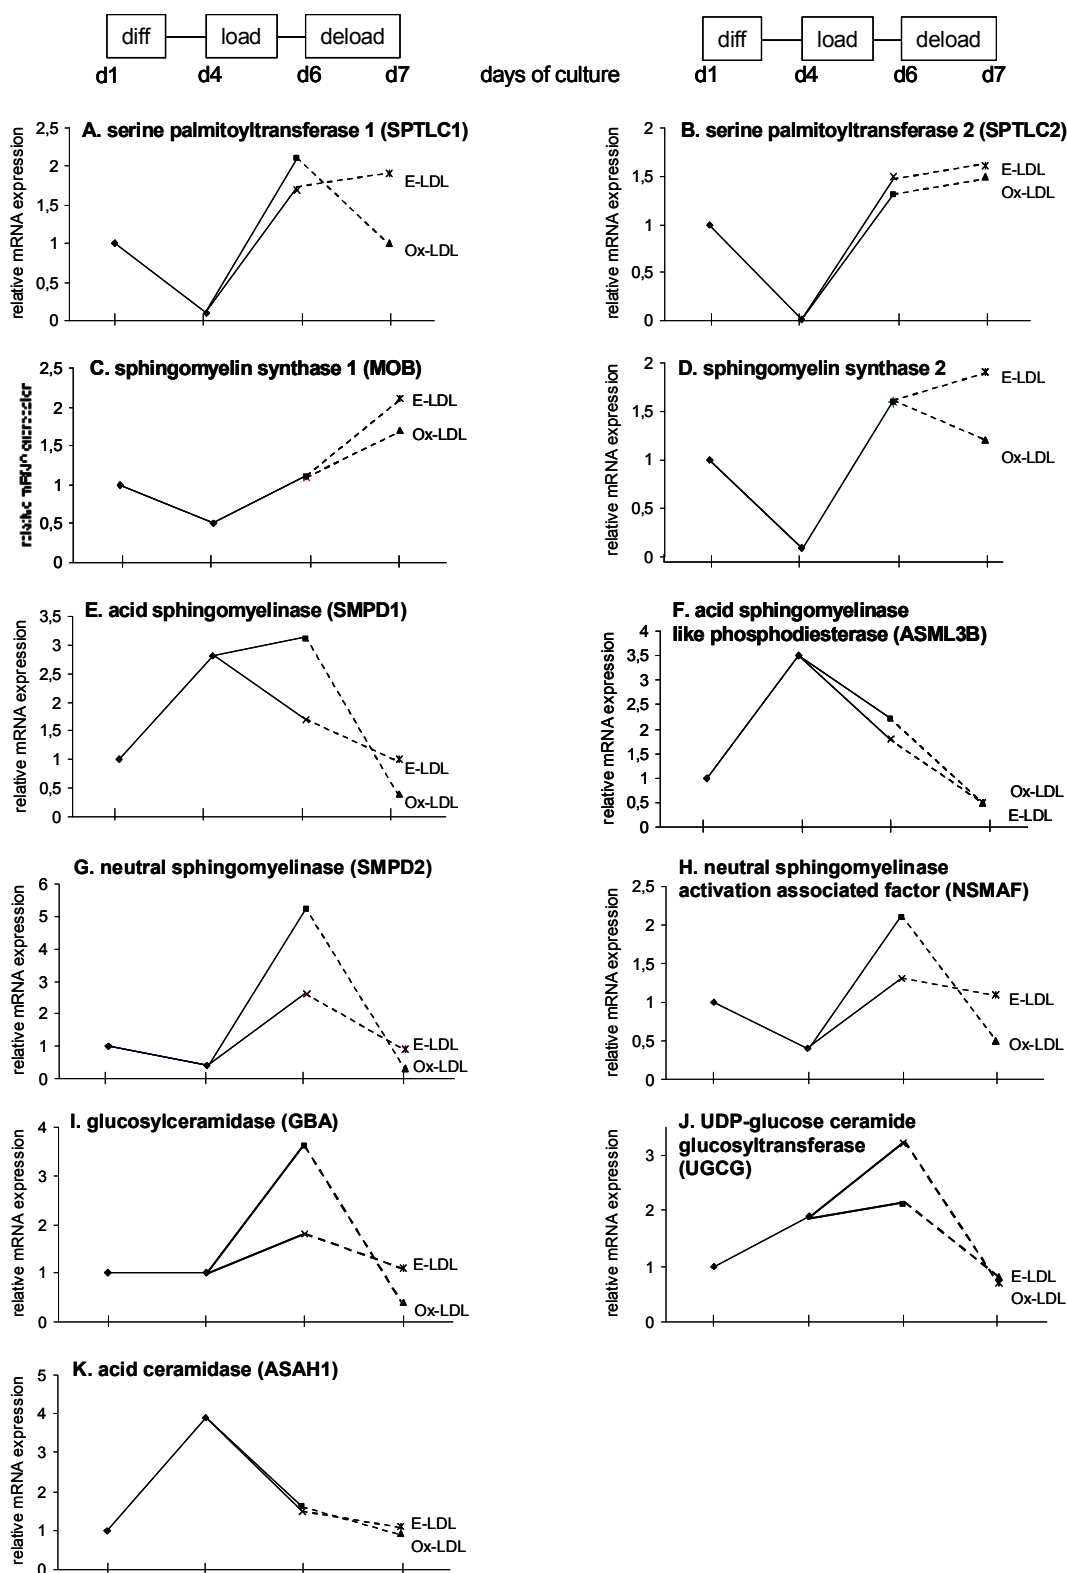 diff load deload diff load deload
d1 d4 d6 d7 days of culture d1 d4 d6 d7
A. serine palmitoyltransferase 1 (SPTLC1)
relative mRNA expression
2,5
2
1,5
1
0,5
0
E-LDL
Ox-LDL
B. serine palmitoyltransferase 2 (SPTLC2)
relative mRNA expression
2
1,5
1
0,5
0
E-LDL
Ox-LDL
C. sphingomyelin synthase 1 (MOB)
2,5
2
1,5
1
0,5
0
E-LDL
Ox-LDL
D. sphingomyelin synthase 2
relative mRNA expression
2
1,5
1
0,5
0
E-LDL
Ox-LDL
E. acid sphingomyelinase (SMPD1)
relative mRNA expression
3,5
3
2,5
2
1,5
1
0,5
0
E-LDL
Ox-LDL
F. acid sphingomyelinase
like phosphodiesterase (ASML3B)
relative mRNA expression
4
3,5
3
2,5
2
1,5
1
0,5
0
Ox-LDL
E-LDL
G. neutral sphingomyelinase (SMPD2)
relative mRNA expression
6
5
4
3
2
1
0
E-LDL
Ox-LDL
H. neutral sphingomyelinase
activation associated factor (NSMAF)
relative mRNA expression
2,5
2
1,5
1
0,5
0
E-LDL
Ox-LDL
I. glucosylceramidase (GBA)
relative mRNA expression
4
3
2
1
0
E-LDL
Ox-LDL
J. UDP-glucose ceramide
glucosyltransferase
(UGCG)
relative mRNA expression
3
2
1
0
E-LDL
Ox-LDL
K. acid ceramidase (ASAH1)
relative mRNA expression
5
4
3
2
1
0
E-LDL
Ox-LDL